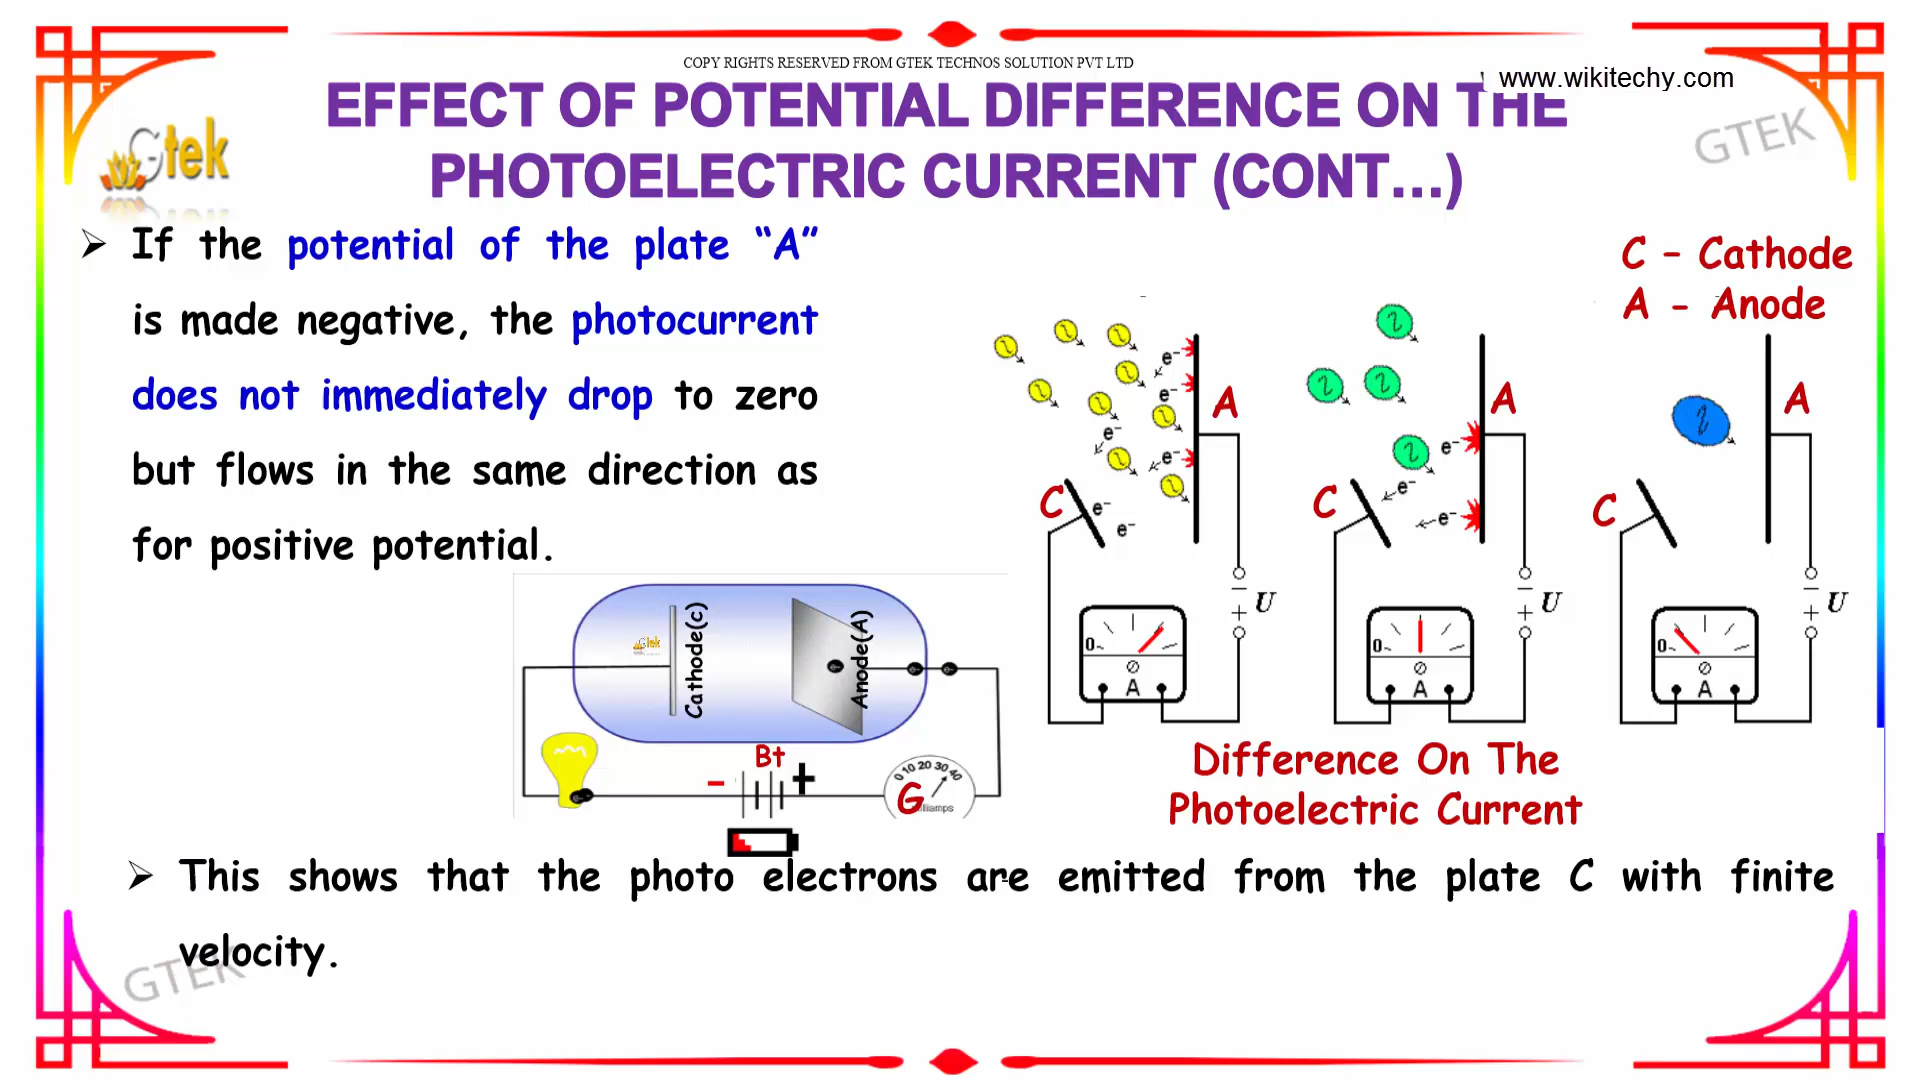 COPY RIGHTS RESERVED FROM GTEK TECHNOS SOLUTION PVT LTD
www.wikitechy.com
EFFECT OF POTENTIAL DIFFERENCE ON THE
PHOTOELECTRIC CURRENT (CONT...)
Gtek
GTEK
➢ If the potential of the plate “A”
is made negative, the photocurrent
does not immediately drop to zero
but flows in the same direction as
for positive potential.
C – Cathode
A - Anode
e⁻
e⁻
e⁻
e⁻
e⁻
e⁻
A
C
− + U
0
A
e⁻
e⁻
e⁻
A
C
− + U
0
A
A
C
− + U
0
A
Gtek
Cathode(c)
Anode(A)
Bt
− +
0 10 20 30 40
G
Difference On The
Photoelectric Current
➢ This shows that the photo electrons are emitted from the plate C with finite
velocity.
GTEK